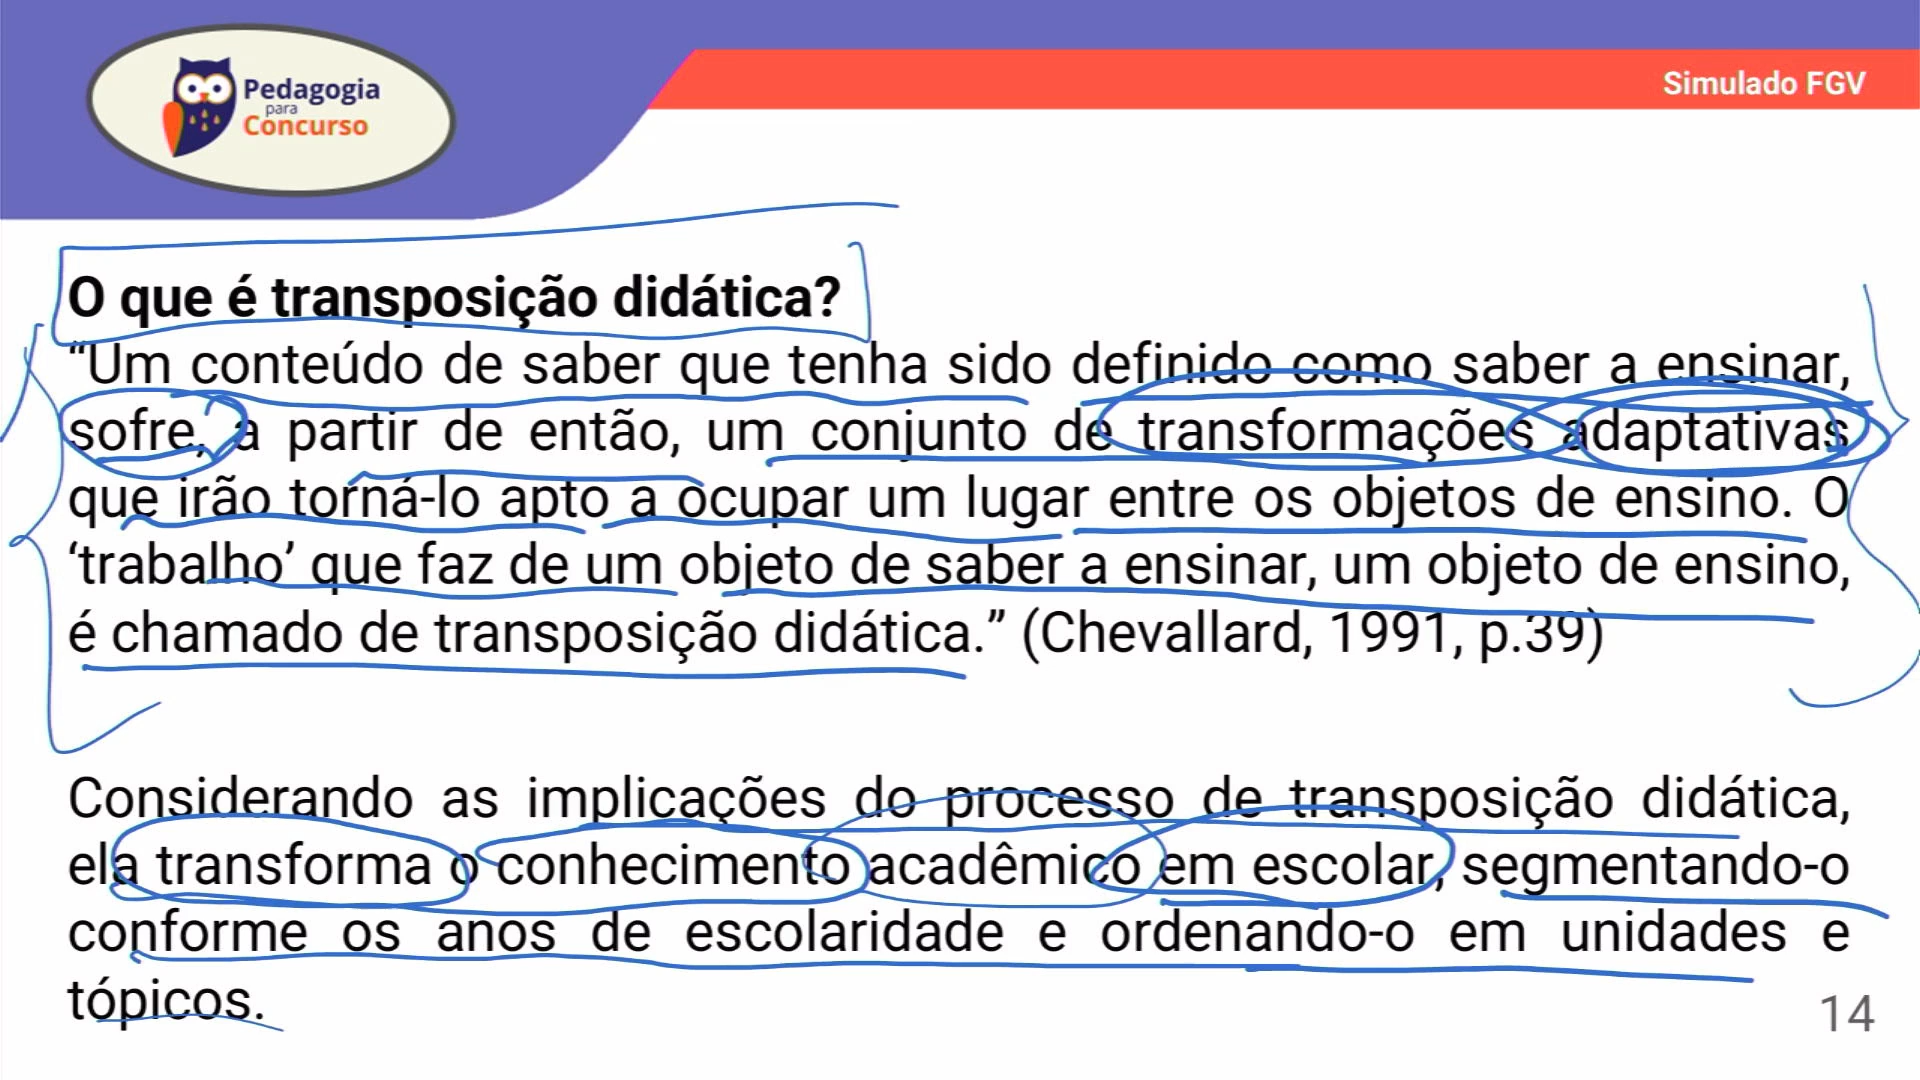 Pedagogia
para
Concurso
Simulado FGV
O que é transposição didática?
“Um conteúdo de saber que tenha sido definido como saber a ensinar,
sofre, a partir de então, um conjunto de transformações adaptativas
que irão torná-lo apto a ocupar um lugar entre os objetos de ensino. O
‘trabalho’ que faz de um objeto de saber a ensinar, um objeto de ensino,
é chamado de transposição didática.” (Chevallard, 1991, p.39)
Considerando as implicações do processo de transposição didática,
ela transforma o conhecimento acadêmico em escolar, segmentando-o
conforme os anos de escolaridade e ordenando-o em unidades e
tópicos.
14